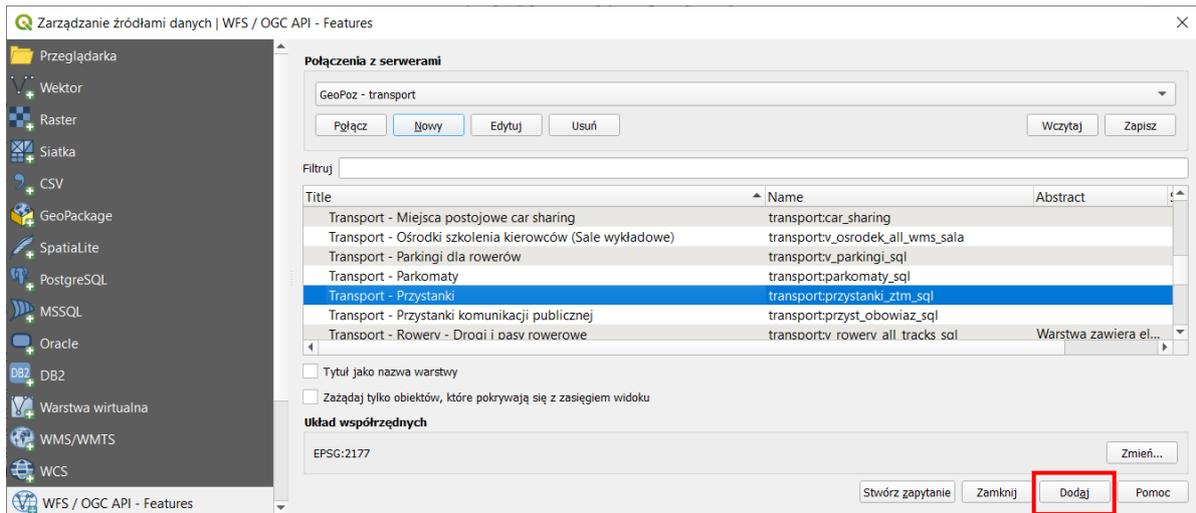 Zarządzanie źródłami danych | WFS / OGC API - Features
Przeglądarka
Wektor
Raster
Siatka
CSV
GeoPackage
SpatiaLite
PostgreSQL
MSSQL
Oracle
DB2 DB2
Warstwa wirtualna
WMS/WMTS
WCS
WFS / OGC API - Features
Połączenia z serwerami
GeoPoz - transport
Połącz Nowy Edytuj Usuń Wczytaj Zapisz
Filtruj
Title Name Abstract
Transport - Miejsca postojowe car sharing transport:car_sharing
Transport - Ośrodki szkolenia kierowców (Sale wykładowe) transport:v_osrodek_all_wms_sala
Transport - Parkingi dla rowerów transport:v_parkingi_sql
Transport - Parkomaty transport:parkomaty_sql
Transport - Przystanki transport:przystanki_ztm_sql
Transport - Przystanki komunikacji publicznej transport:przyst_obowiaz_sql
Transport - Rowery - Drogi i pasy rowerowe transport:v_rowery_all_tracks_sql Warstwa zawiera el...
Tytuł jako nazwa warstwy
Zażądaj tylko obiektów, które pokrywają się z zasięgiem widoku
Układ współrzędnych
EPSG:2177 Zmień...
Stwórz zapytanie Zamknij Dodaj Pomoc